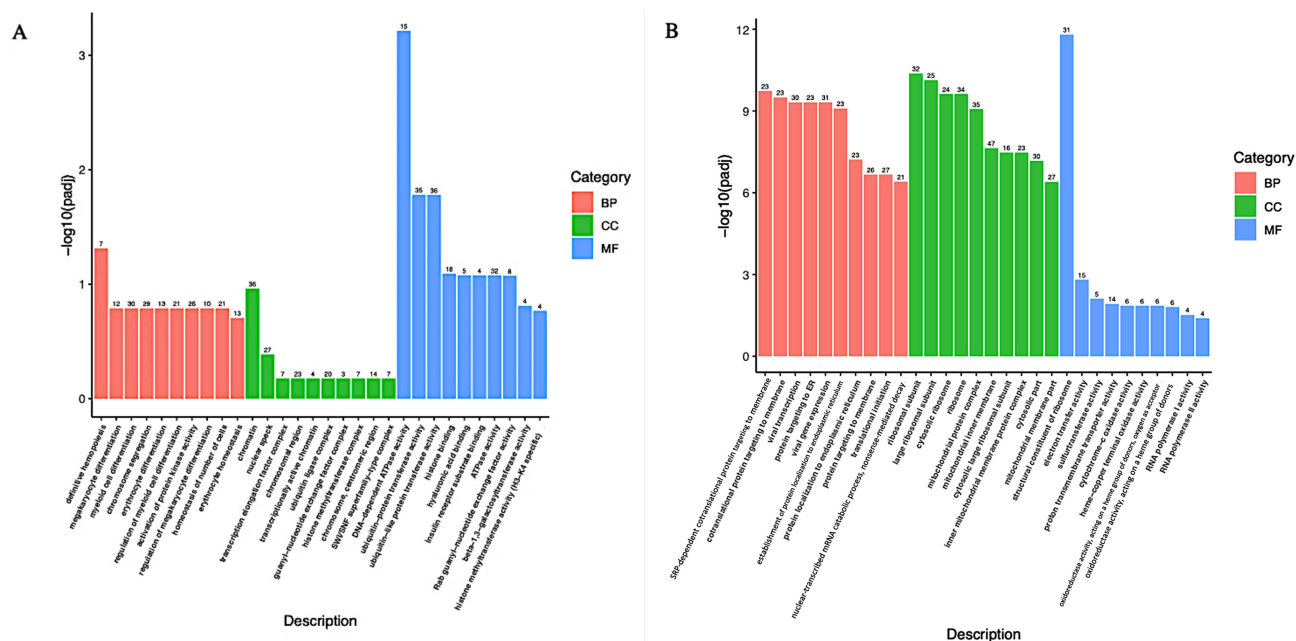 A
−log10(padj)
3
2
1
0
7
12
30
29
13
21
26
10
21
13
36
27
7
23
4
20
3
7
14
7
15
35
36
18
5
4
32
8
4
4
definitive hemopoiesis
megakaryocyte differentiation
myeloid cell differentiation
chromosome segregation
erythrocyte differentiation
regulation of myeloid cell differentiation
activation of protein kinase activity
regulation of megakaryocyte differentiation
homeostasis of number of cells
erythrocyte homeostasis
chromatin
nuclear speck
transcription elongation factor complex
chromosomal region
transcriptionally active chromatin
ubiquitin ligase complex
guanyl−nucleotide exchange factor complex
histone methyltransferase complex
SWI/SNF superfamily−type complex
chromosome, centromeric region
DNA−dependent ATPase activity
ubiquitin−protein transferase activity
ubiquitin−like protein transferase activity
histone binding
hyaluronic acid binding
Insulin receptor substrate binding
ATPase activity
Rab guanyl−nucleotide exchange factor activity
beta−1,3−galactosyltransferase activity
histone methyltransferase activity (H3−K4 specific)
Description
Category
BP
CC
MF
B
−log10(padj)
12
9
6
3
0
23
23
30
23
31
23
23
26
27
21
32
25
24
34
35
47
16
23
30
27
31
15
5
14
6
6
6
6
4
4
SRP-dependent cotranslational protein targeting to membrane
cotranslational protein targeting to membrane
viral transcription
protein targeting to ER
viral gene expression
establishment of protein localisation to endoplasmic reticulum
protein localization to endoplasmic reticulum
protein targeting to membrane
translational initiation
nuclear-transcribed mRNA catabolic process, nonsense-mediated decay
ribosomal subunit
large ribosomal subunit
cytosolic ribosome
ribosome
mitochondrial protein complex
mitochondrial inner membrane
cytosolic large ribosomal subunit
inner mitochondrial membrane protein complex
cytosolic part
mitochondrial membrane part
structural constituent of ribosome
electron transfer activity
sulfurtransferase activity
proton transmembrane transporter activity
cytochrome−c oxidase activity
heme−copper terminal oxidase activity
oxidoreductase activity, acting on a heme group of donors, oxygen as acceptor
oxidoreductase activity, acting on a heme group of donors
RNA polymerase I activity
RNA polymerase II activity
Description
Category
BP
CC
MF